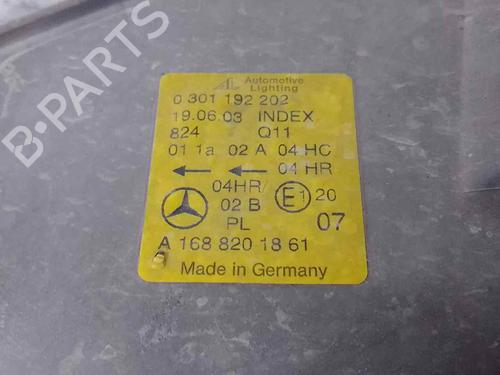 B-PARTS
AL Automotive Lighting
0 301 192 202
19.06.03 INDEX
824 Q11
01 1a 02 A 04 HC
04 HR
04HR/ E1 20
02 B
PL 07
A 168 820 18 61
Made in Germany